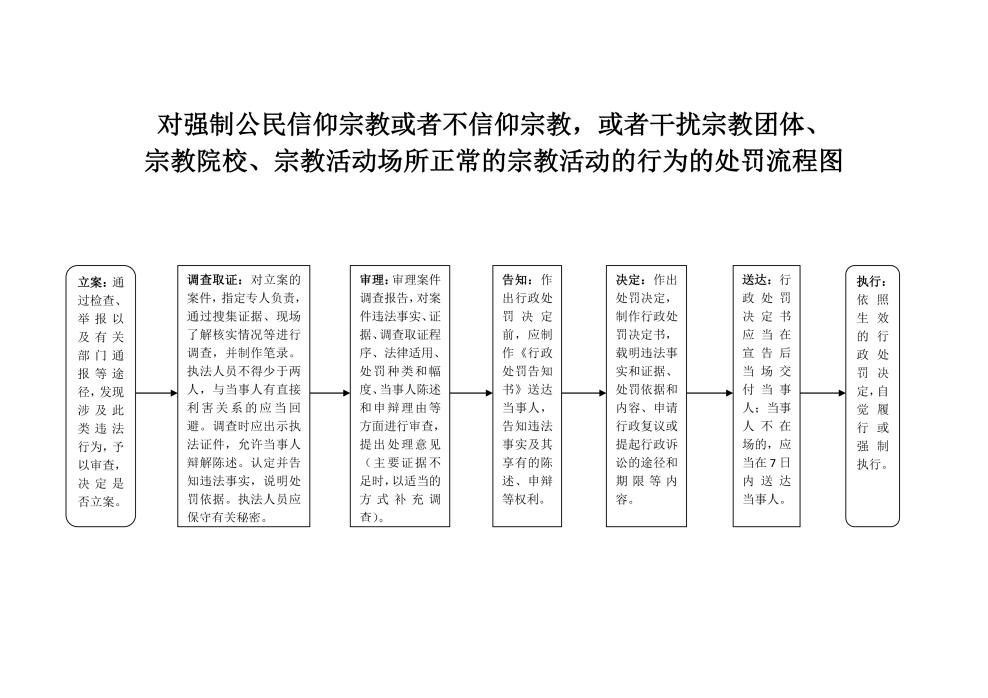 对强制公民信仰宗教或者不信仰宗教，或者干扰宗教团体、
宗教院校、宗教活动场所正常的宗教活动的行为的处罚流程图
立案：通
过检查、
举报以
及有关
部门通
报等途
径，发现
涉及此
类违法
行为，予
以审查，
决定是
否立案。
调查取证：对立案的
案件，指定专人负责，
通过搜集证据、现场
了解核实情况等进行
调查，并制作笔录。
执法人员不得少于两
人，与当事人有直接
利害关系的应当回
避。调查时应出示执
法证件，允许当事人
辩解陈述。认定并告
知违法事实，说明处
罚依据。执法人员应
保守有关秘密。
审理：审理案件
调查报告，对案
件违法事实、证
据、调查取证程
序、法律适用、
处罚种类和幅
度、当事人陈述
和申辩理由等
方面进行审查，
提出处理意见
（主要证据不
足时，以适当的
方式补充调
查）。
告知：作
出行政处
罚决定
前，应制
作《行政
处罚告知
书》送达
当事人，
告知违法
事实及其
享有的陈
述、申辩
等权利。
决定：作出
处罚决定，
制作行政处
罚决定书，
载明违法事
实和证据、
处罚依据和
内容、申请
行政复议或
提起行政诉
讼的途径和
期限等内
容。
送达：行
政处罚
决定书
应当在
宣告后
当场交
付当事
人；当事
人不在
场的，应
当在7日
内送达
当事人。
执行：
依照
生效
的行
政处
罚决
定，自
觉履
行或
强制
执行。